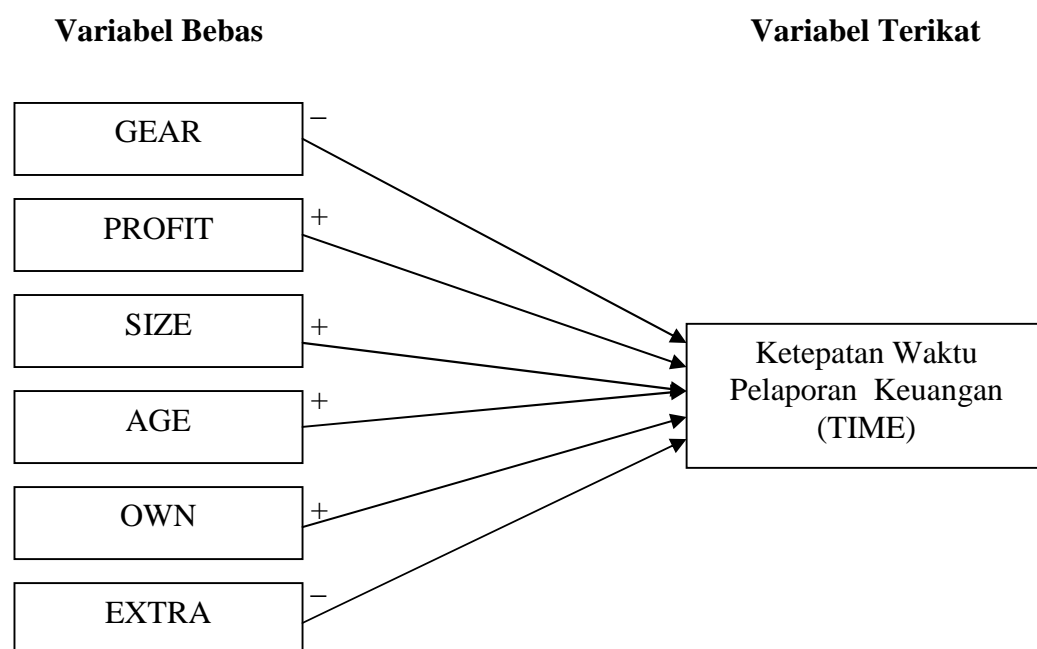 Variabel Bebas
Variabel Terikat
GEAR
–
PROFIT
+
SIZE
+
AGE
+
OWN
+
EXTRA
–
Ketepatan Waktu
Pelaporan Keuangan
(TIME)